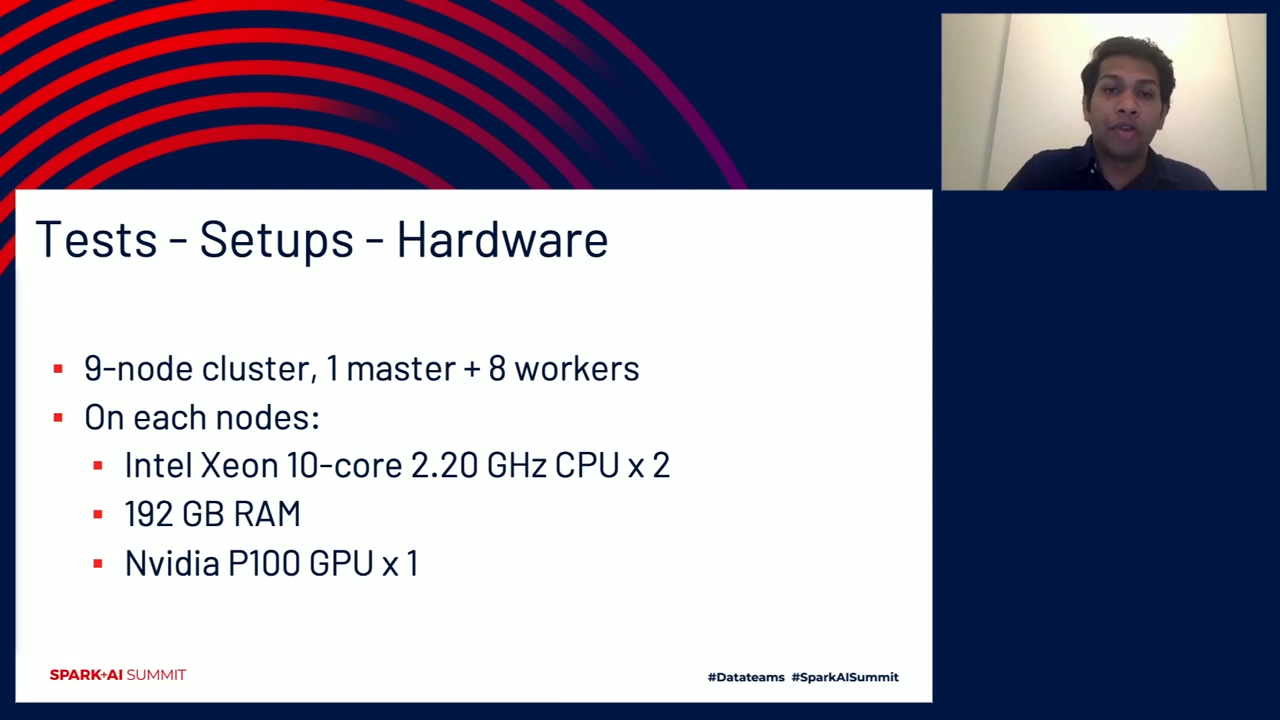 Tests - Setups - Hardware
9-node cluster, 1 master + 8 workers
On each nodes:
Intel Xeon 10-core 2.20 GHz CPU x 2
192 GB RAM
Nvidia P100 GPU x 1
SPARK+AI SUMMIT
#Datateams #SparkAISummit